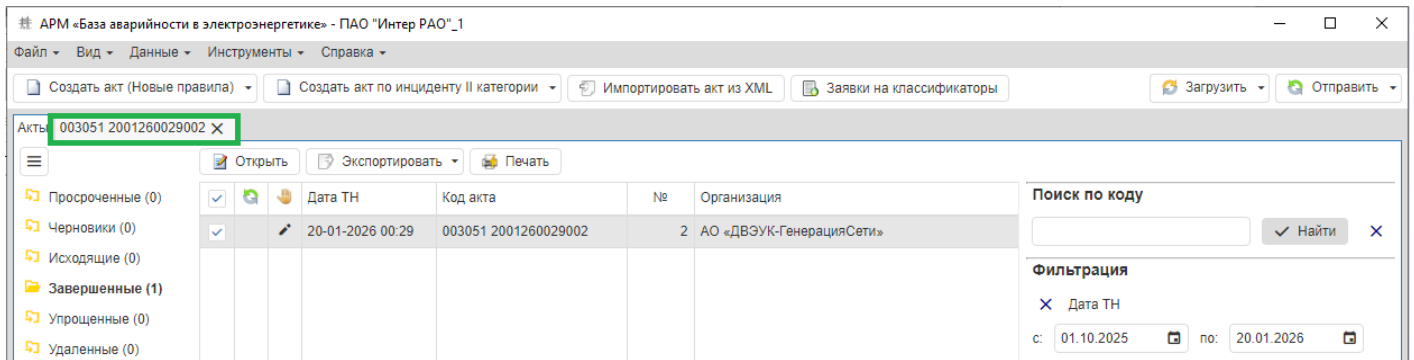 АРМ «База аварийности в электроэнергетике» - ПАО "Интер РАО"_1
Файл Вид Данные Инструменты Справка
Создать акт (Новые правила) Создать акт по инциденту II категории Импортировать акт из XML Заявки на классификаторы Загрузить Отправить
Акты 003051 2001260029002
Открыть Экспортировать Печать
Просроченные (0)
Черновики (0)
Исходящие (0)
Завершенные (1)
Упрощенные (0)
Удаленные (0)
Дата ТН Код акта № Организация
20-01-2026 00:29 003051 2001260029002 2 АО «ДВЭУК-ГенерацияСети»
Поиск по коду
Найти
Фильтрация
Дата ТН
с: 01.10.2025 по: 20.01.2026